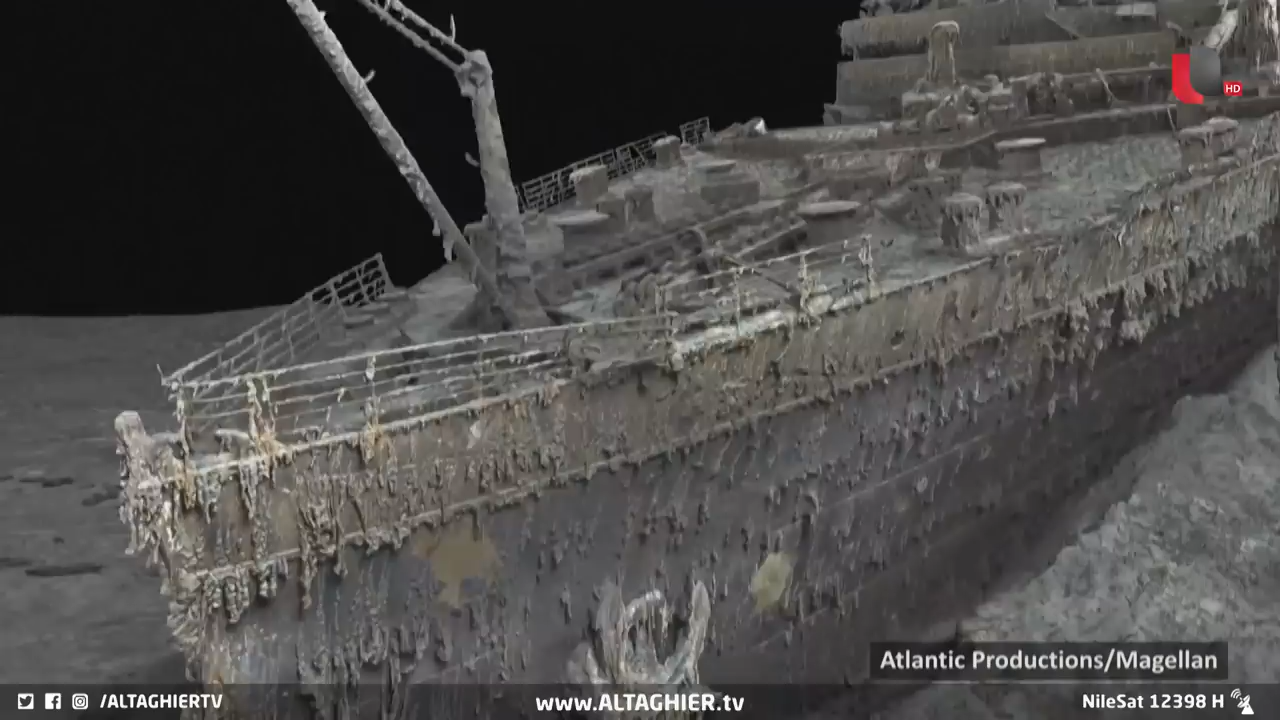 HD
Atlantic Productions/Magellan
/ALTAGHIERTV
www.ALTAGHIER.tv
NileSat 12398 H